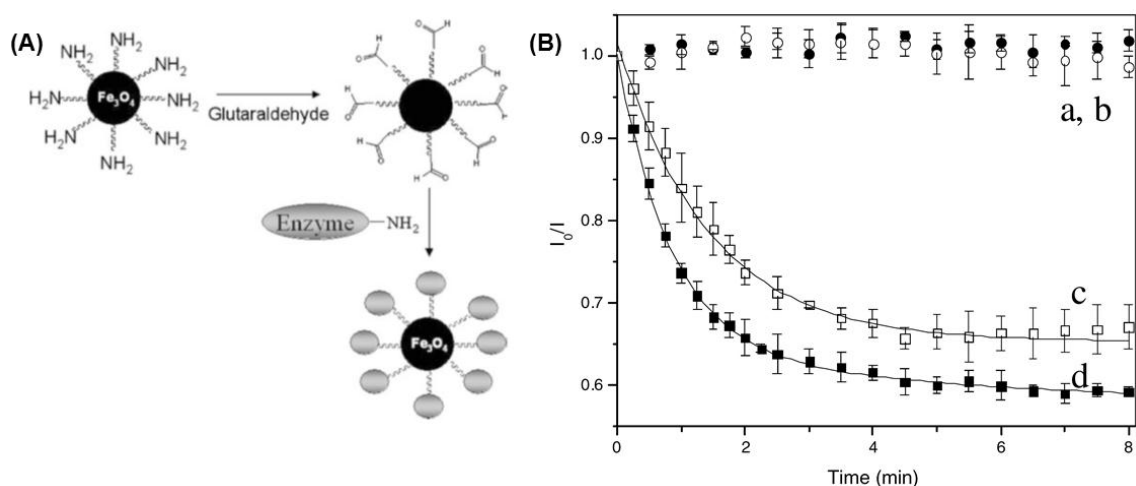 (A)
NH₂
NH₂
NH₂
NH₂
NH₂
NH₂
H₂N
H₂N
Fe₃O₄
Glutaraldehyde
H
O
H
O
H
O
H
O
H
O
H
O
H
O
O
Enzyme
NH₂
Fe₃O₄
(B)
I₀/I
1.0
0.9
0.8
0.7
0.6
a, b
c
d
0
2
4
6
8
Time (min)